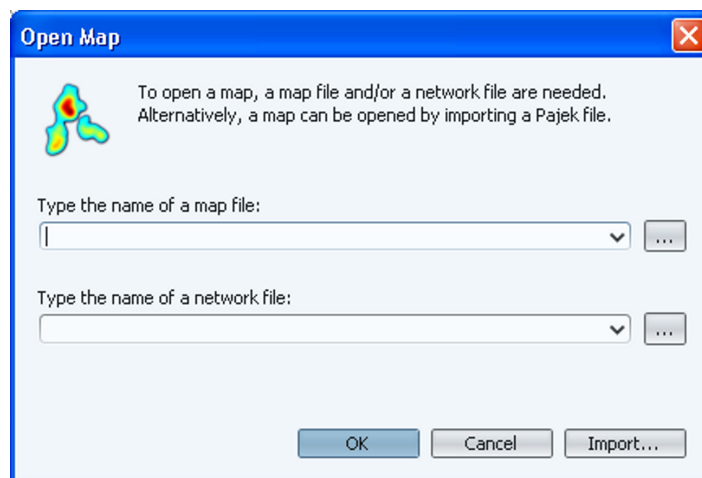 Open Map
To open a map, a map file and/or a network file are needed.
Alternatively, a map can be opened by importing a Pajek file.
Type the name of a map file:
...
Type the name of a network file:
...
OK Cancel Import...